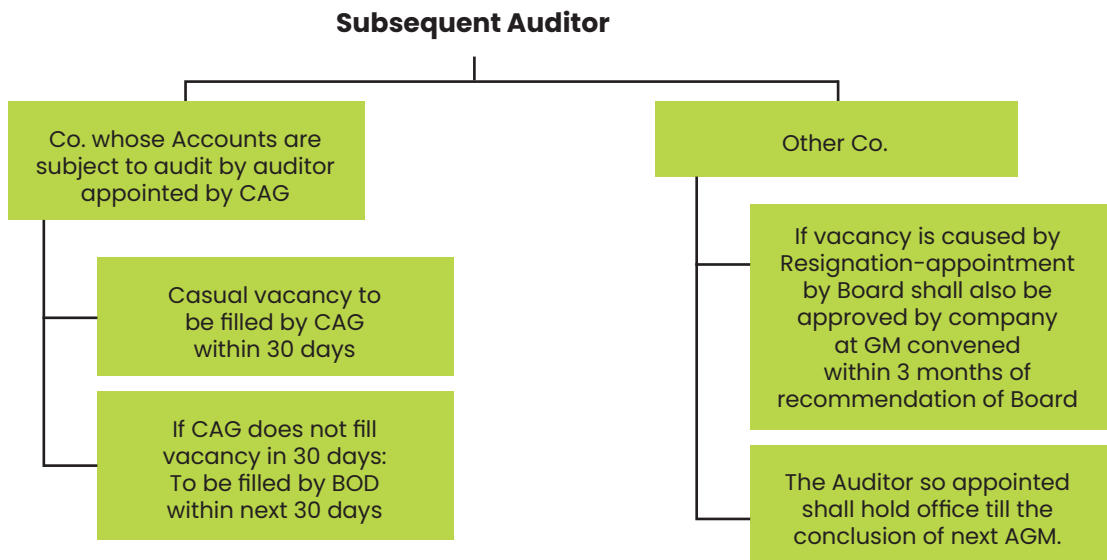 Subsequent Auditor
Co. whose Accounts are
subject to audit by auditor
appointed by CAG
Casual vacancy to
be filled by CAG
within 30 days
If CAG does not fill
vacancy in 30 days:
To be filled by BOD
within next 30 days
Other Co.
If vacancy is caused by
Resignation-appointment
by Board shall also be
approved by company
at GM convened
within 3 months of
recommendation of Board
The Auditor so appointed
shall hold office till the
conclusion of next AGM.